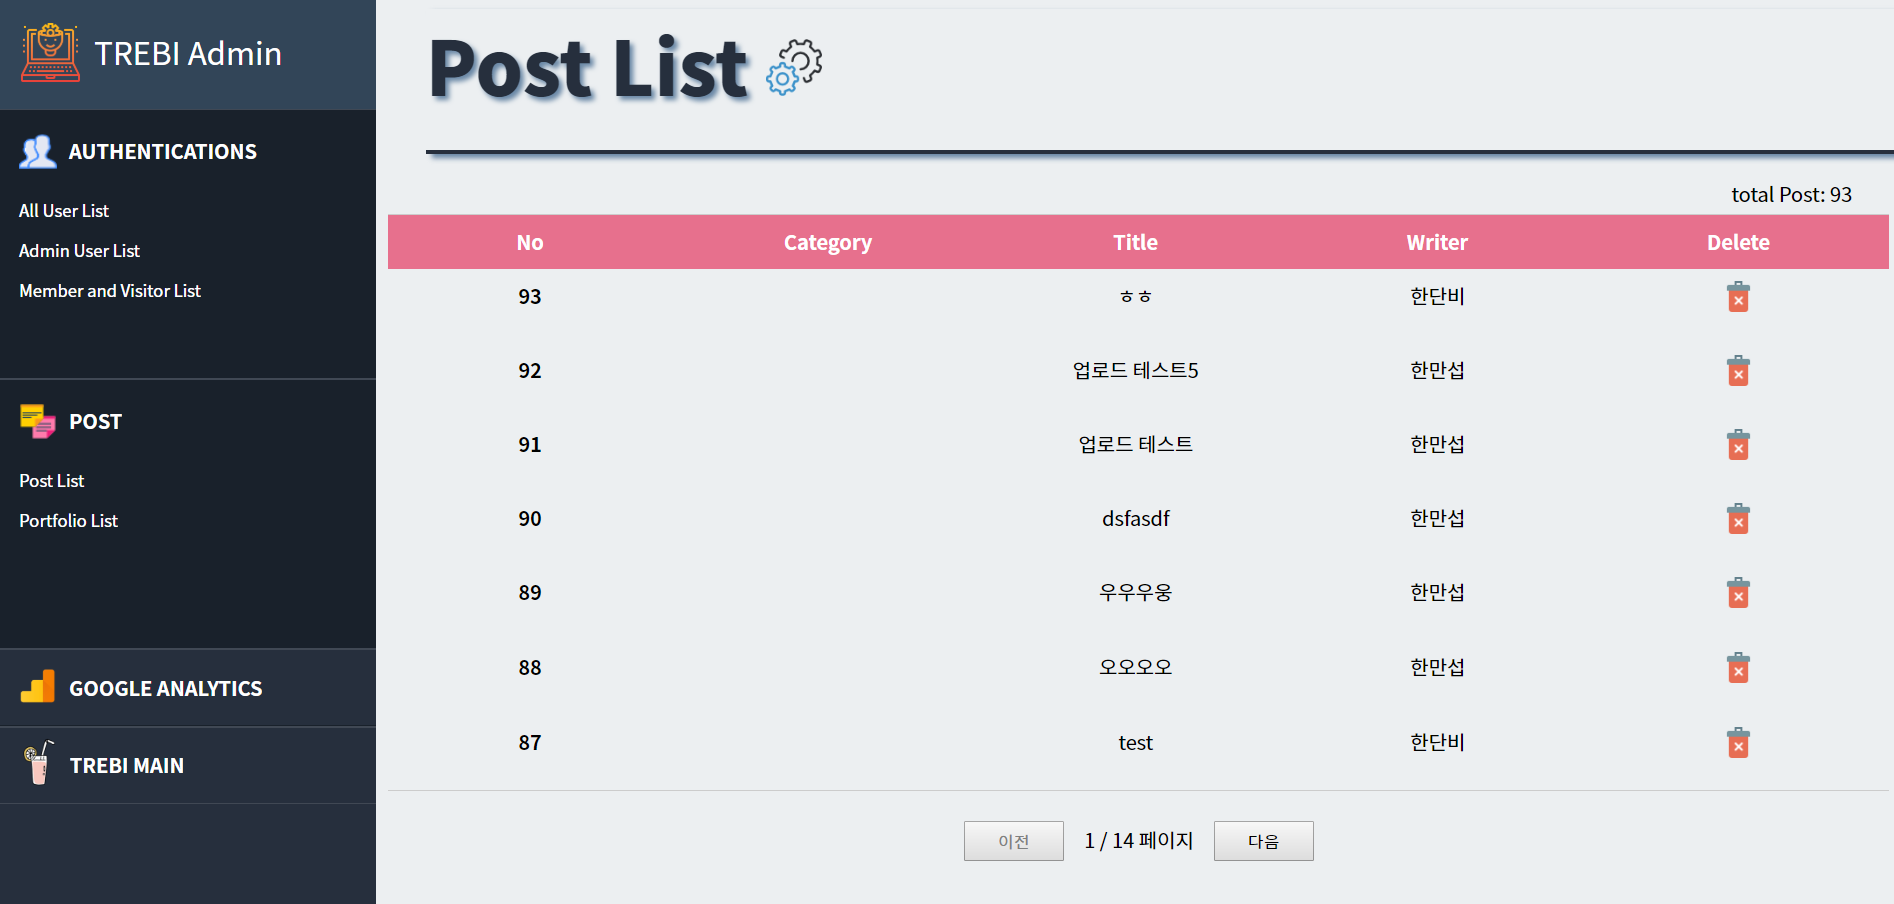 TREBI Admin
AUTHENTICATIONS
All User List
Admin User List
Member and Visitor List
POST
Post List
Portfolio List
GOOGLE ANALYTICS
TREBI MAIN
Post List
total Post: 93
No Category Title Writer Delete
93 ㅎㅎ 한단비
92 업로드 테스트5 한만섭
91 업로드 테스트 한만섭
90 dsfasdf 한만섭
89 우우우웅 한만섭
88 오오오오 한만섭
87 test 한단비
이전 1 / 14 페이지 다음